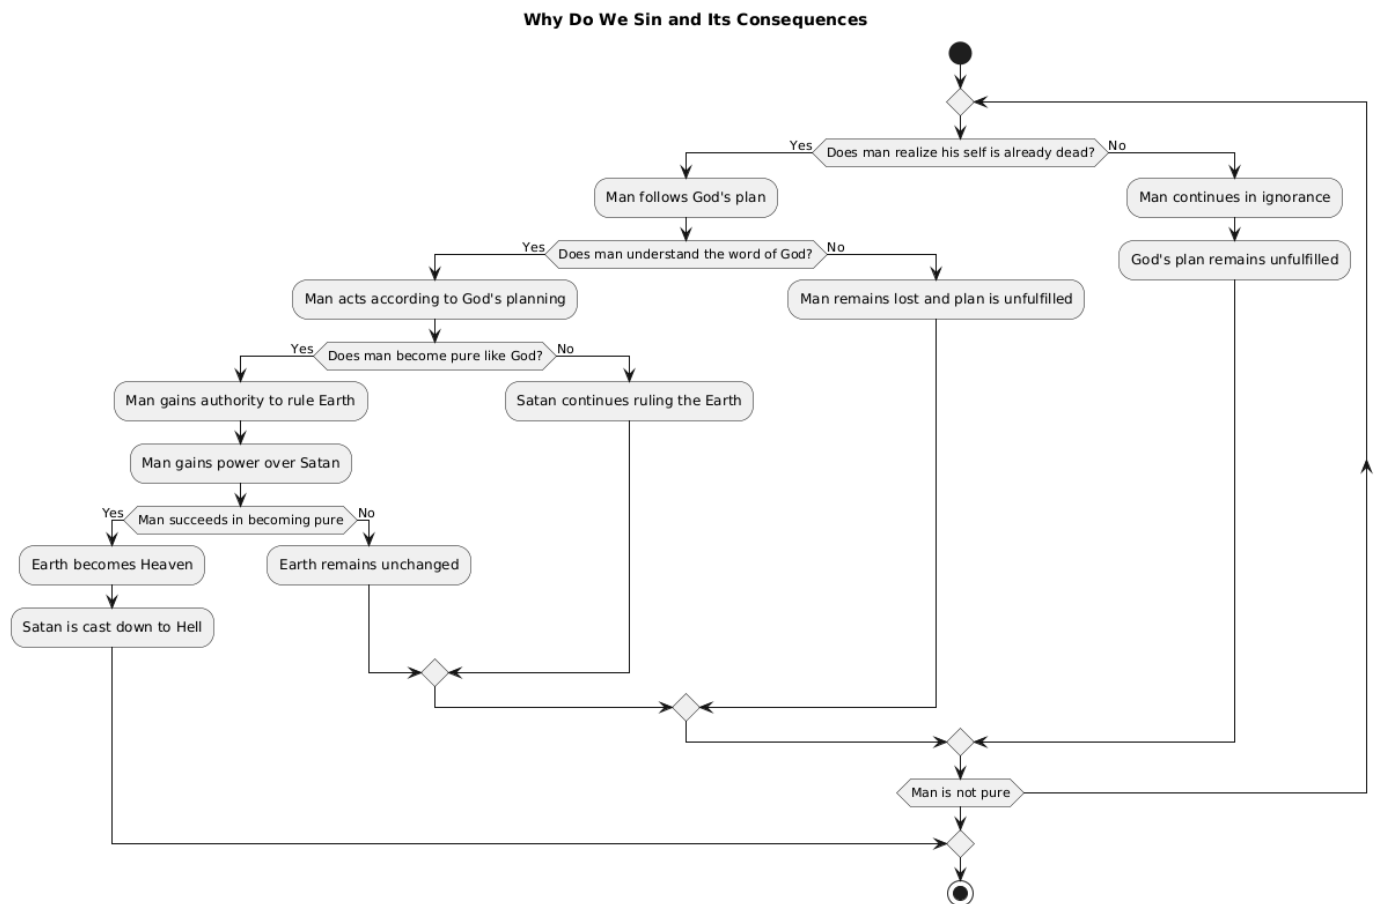 Why Do We Sin and Its Consequences
Does man realize his self is already dead?
Yes
No
Man follows God's plan
Man continues in ignorance
Does man understand the word of God?
Yes
No
God's plan remains unfulfilled
Man acts according to God's planning
Man remains lost and plan is unfulfilled
Does man become pure like God?
Yes
No
Man gains authority to rule Earth
Satan continues ruling the Earth
Man gains power over Satan
Man succeeds in becoming pure
Yes
No
Earth becomes Heaven
Earth remains unchanged
Satan is cast down to Hell
Man is not pure